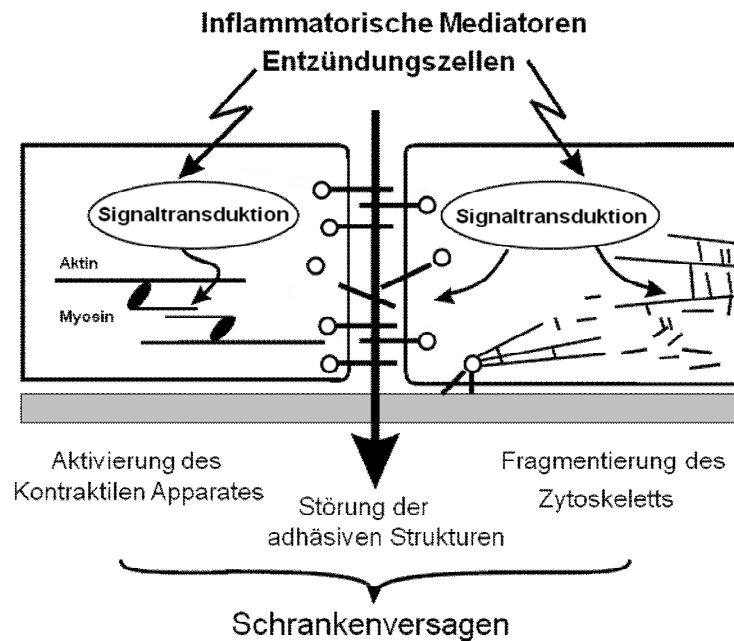 Inflammatorische Mediatoren
Entzündungszellen
Signaltransduktion
Signaltransduktion
Aktin
Myosin
Aktivierung des
Kontraktilen Apparates
Störung der
adhäsiven Strukturen
Fragmentierung des
Zytoskeletts
Schrankenversagen